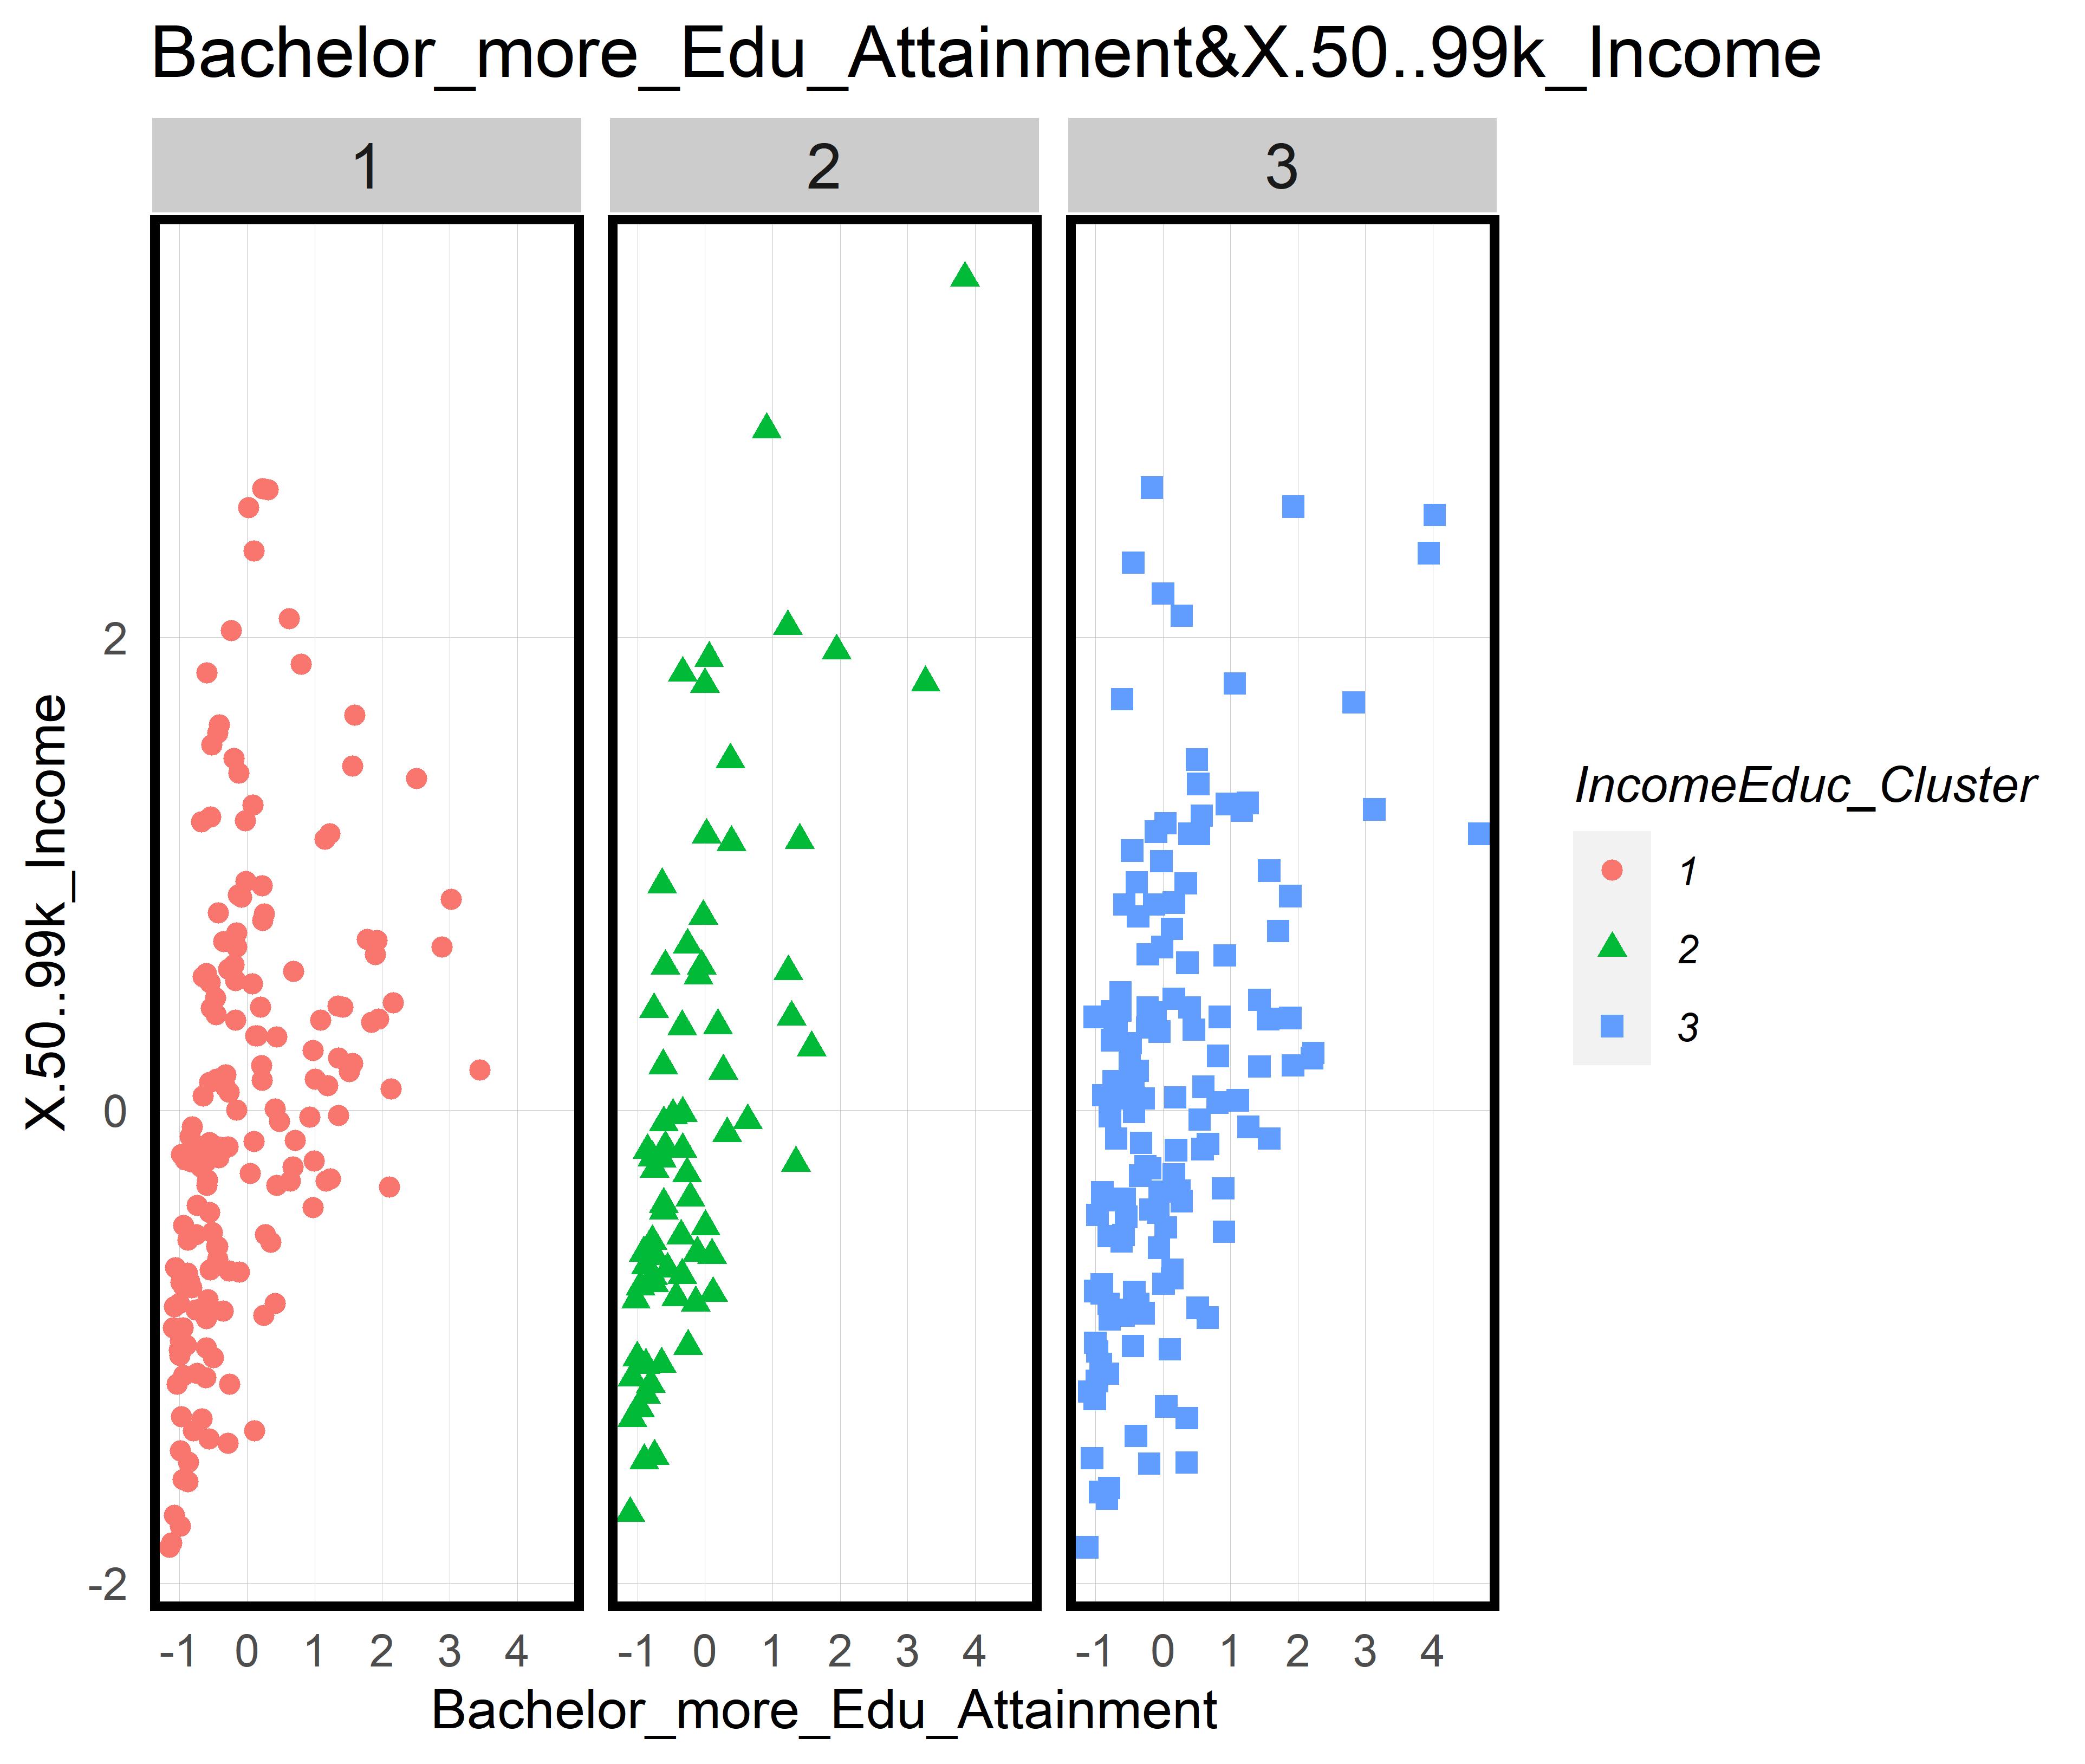 Bachelor_more_Edu_Attainment&X.50..99k_Income
1 2 3
X.50..99k_Income
2
0
-2
-1 0 1 2 3 4 -1 0 1 2 3 4 -1 0 1 2 3 4
Bachelor_more_Edu_Attainment
IncomeEduc_Cluster
1
2
3